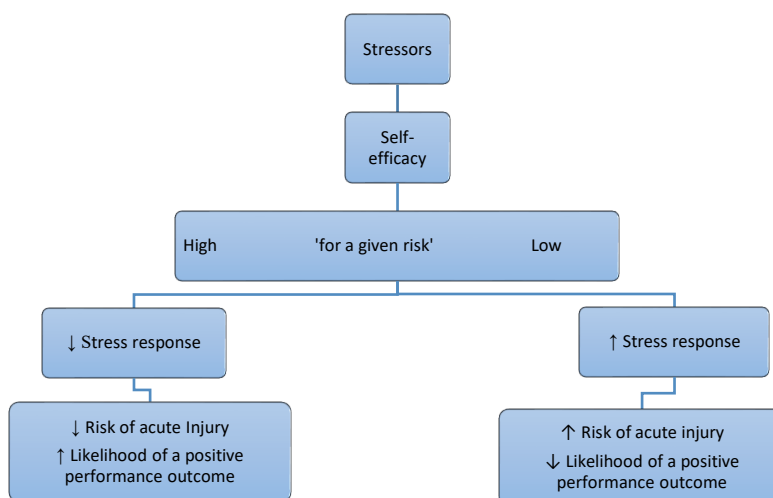 Stressors
Self-
efficacy
High 'for a given risk' Low
↓ Stress response
↑ Stress response
↓ Risk of acute Injury
↑ Likelihood of a positive
performance outcome
↑ Risk of acute injury
↓ Likelihood of a positive
performance outcome